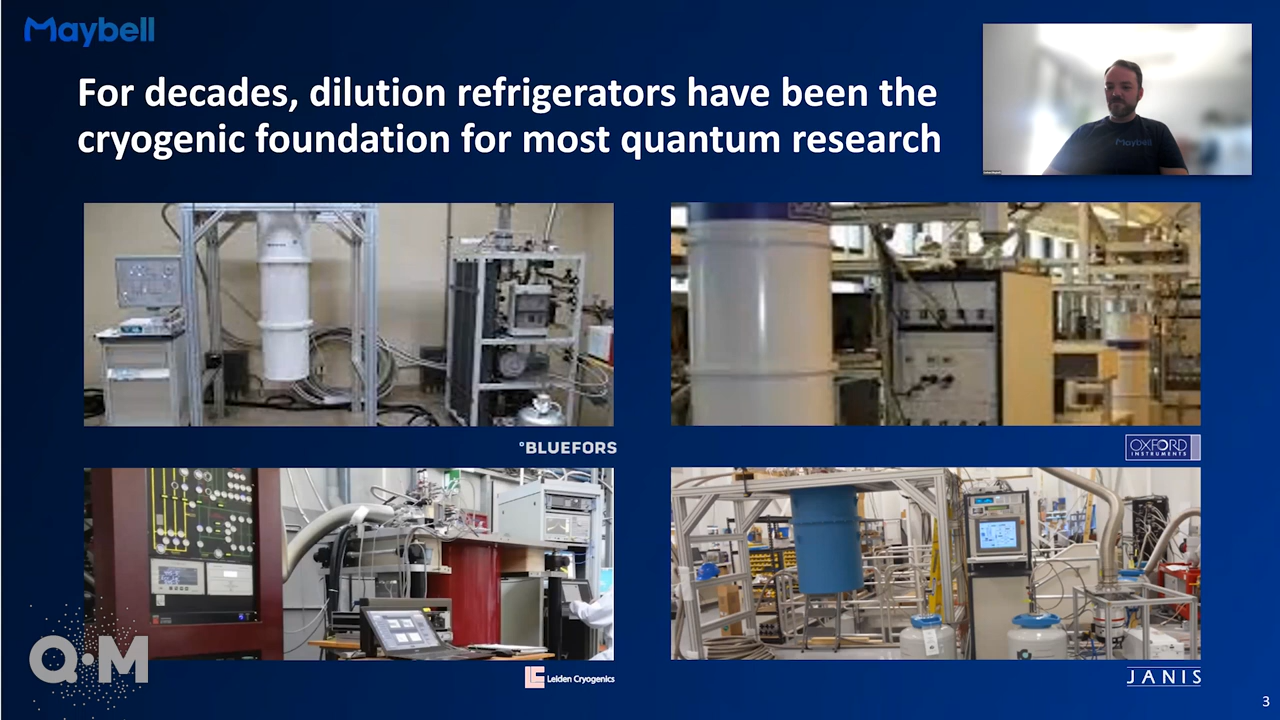 Maybell
For decades, dilution refrigerators have been the
cryogenic foundation for most quantum research
Maybell
°BLUEFORS
OXFORD
INSTRUMENTS
Leiden Cryogenics
JANIS
Q·M
3